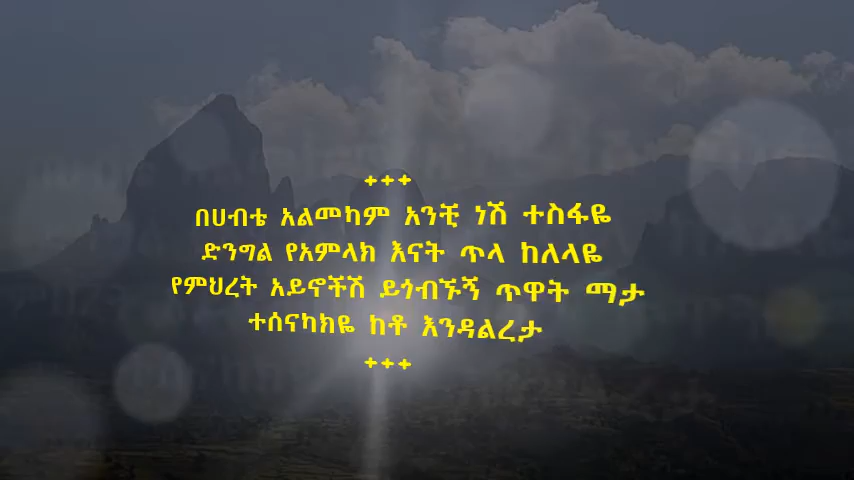 +++
በሀብቴ አልመካም አንቺ ነሽ ተስፋዬ
ድንግል የአምላክ እናት ጥላ ከለላዬ
የምህረት አይኖችሽ ይጎብኙኝ ጥዋት ማታ
ተሰናክክዬ ከቶ እንዳልረታ
+++